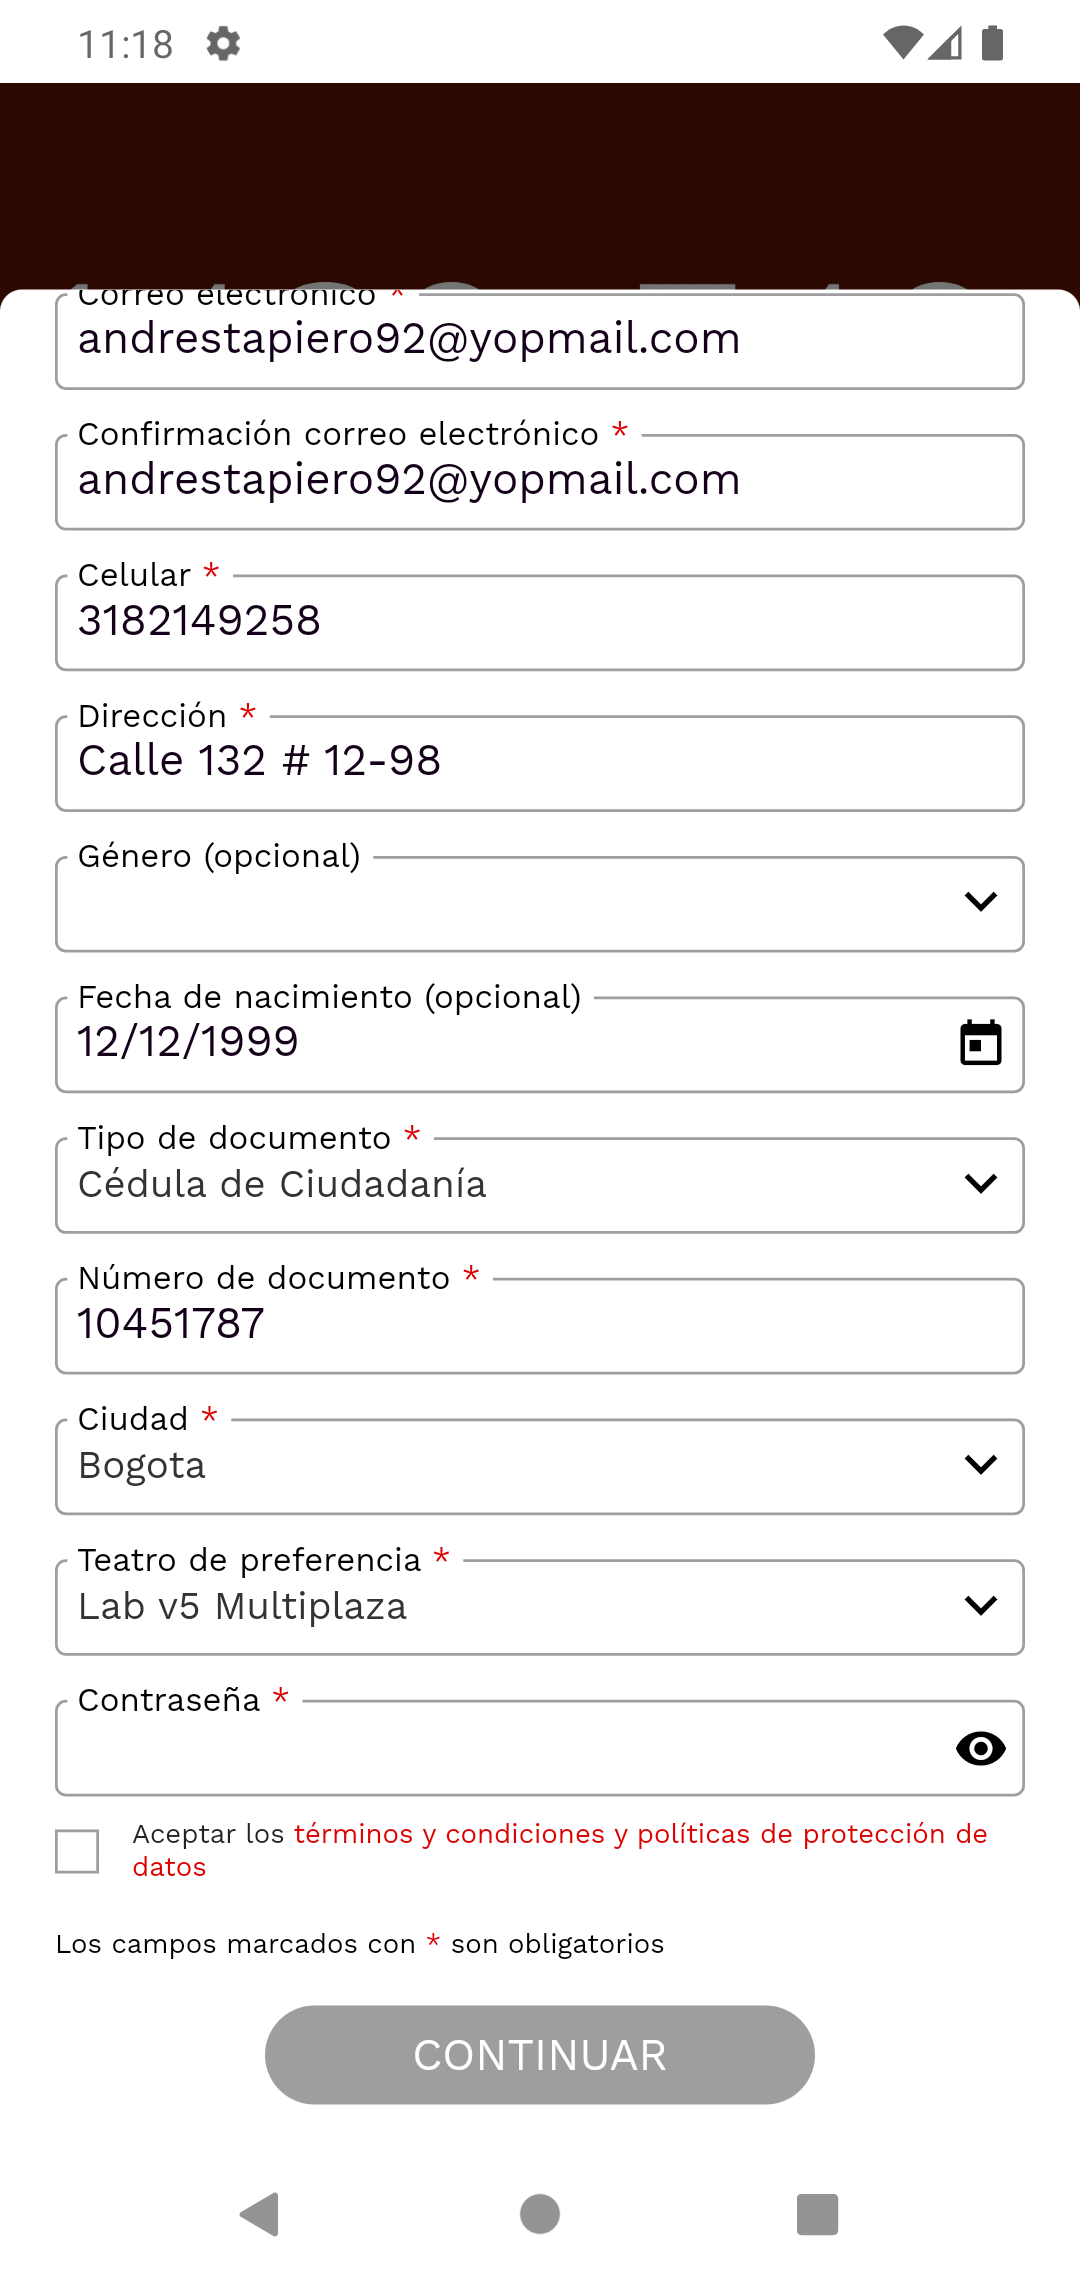 11:18
Correo electrónico *
andrestapiero92@yopmail.com
Confirmación correo electrónico *
andrestapiero92@yopmail.com
Celular *
3182149258
Dirección *
Calle 132 # 12-98
Género (opcional)
Fecha de nacimiento (opcional)
12/12/1999
Tipo de documento *
Cédula de Ciudadanía
Número de documento *
10451787
Ciudad *
Bogota
Teatro de preferencia *
Lab v5 Multiplaza
Contraseña *
Aceptar los términos y condiciones y políticas de protección de
datos
Los campos marcados con * son obligatorios
CONTINUAR